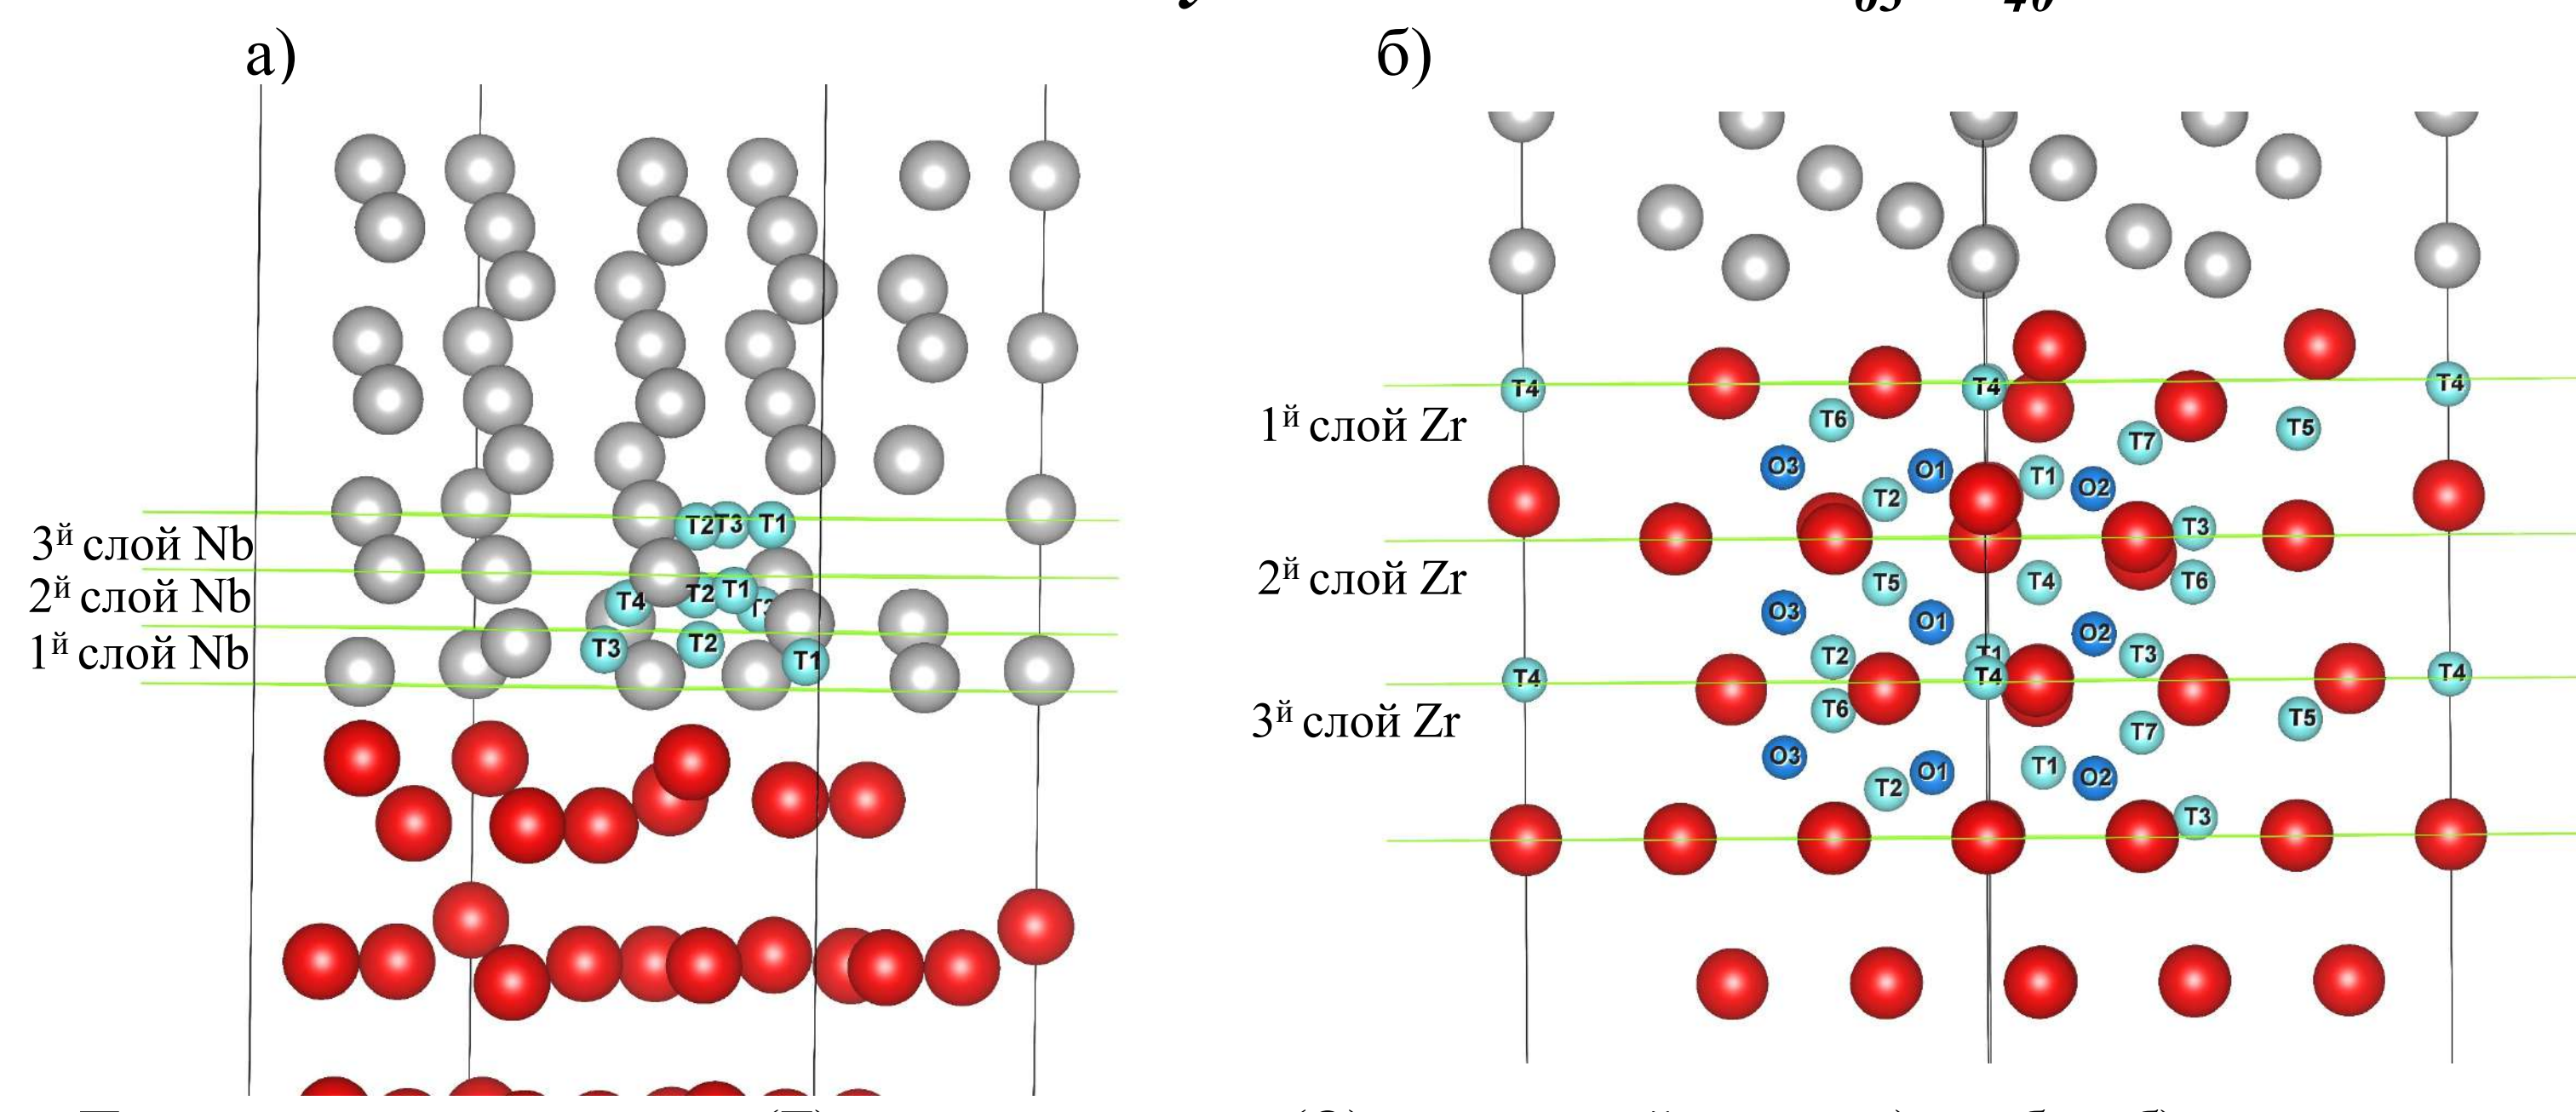 а)
б)
3й слой Nb
2й слой Nb
1й слой Nb
T2 T3 T1
T4 T2 T1
T3 T2 T1
1й слой Zr
2й слой Zr
3й слой Zr
T4 T4 T4
T6 T7 T5
O3 O1 T1 O2
T2 T3
T5 T4 T6
O3 O1 O2
T2 T1 T3
T4 T4 T4
T6 T7 T5
O3 O1 T1 O2
T2 T3